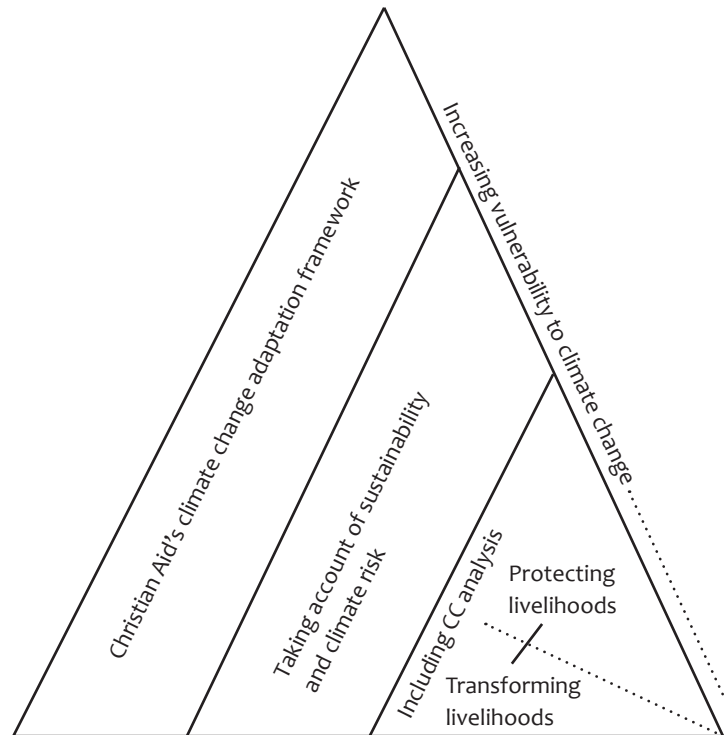 Increasing vulnerability to climate change
Christian Aid's climate change adaptation framework
Taking account of sustainability
and climate risk
Including CC analysis
Protecting
livelihoods
Transforming
livelihoods